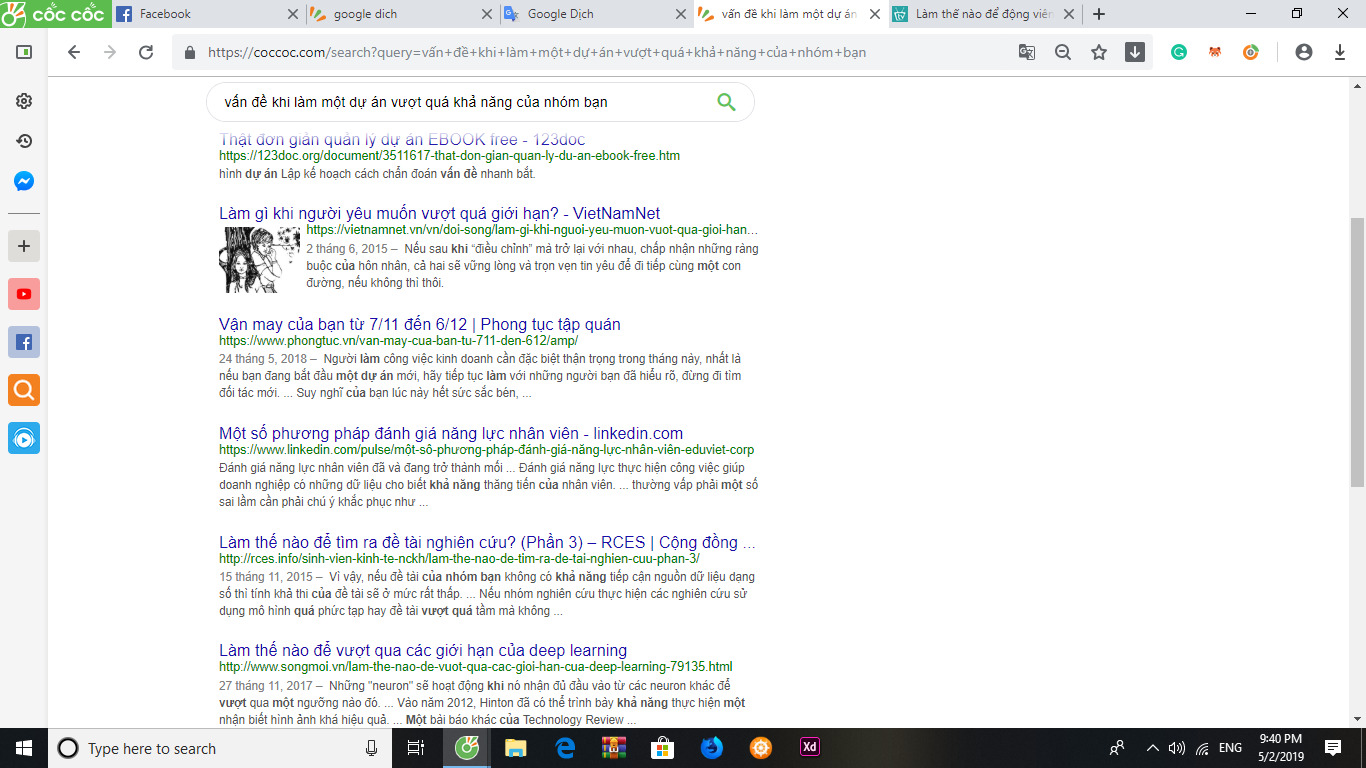 cốc cốc
Facebook
google dich
Google Dịch
vấn đề khi làm một dự án
Làm thế nào để động viên
https://coccoc.com/search?query=vấn+đề+khi+làm+một+dự+án+vượt+quá+khả+năng+của+nhóm+bạn
vấn đề khi làm một dự án vượt quá khả năng của nhóm bạn
Thật đơn giản quản lý dự án EBOOK free - 123doc
https://123doc.org/document/3511617-that-don-gian-quan-ly-du-an-ebook-free.htm
hình dự án Lập kế hoạch cách chẩn đoán vấn đề nhanh bắt.
Làm gì khi người yêu muốn vượt quá giới hạn? - VietNamNet
https://vietnamnet.vn/vn/doi-song/lam-gi-khi-nguoi-yeu-muon-vuot-qua-gioi-han...
2 tháng 6, 2015 – Nếu sau khi “điều chỉnh” mà trở lại với nhau, chấp nhận những ràng
buộc của hôn nhân, cả hai sẽ vững lòng và trọn vẹn tin yêu để đi tiếp cùng một con
đường, nếu không thì thôi.
Vận may của bạn từ 7/11 đến 6/12 | Phong tục tập quán
https://www.phongtuc.vn/van-may-cua-ban-tu-711-den-612/amp/
24 tháng 5, 2018 – Người làm công việc kinh doanh cần đặc biệt thận trọng trong tháng này, nhất là
nếu bạn đang bắt đầu một dự án mới, hãy tiếp tục làm với những người bạn đã hiểu rõ, đừng đi tìm
đối tác mới. ... Suy nghĩ của bạn lúc này hết sức sắc bén, ...
Một số phương pháp đánh giá năng lực nhân viên - linkedin.com
https://www.linkedin.com/pulse/một-số-phương-pháp-đánh-giá-năng-lực-nhân-viên-eduviet-corp
Đánh giá năng lực nhân viên đã và đang trở thành mối ... Đánh giá năng lực thực hiện công việc giúp
doanh nghiệp có những dữ liệu cho biết khả năng thăng tiến của nhân viên. ... thường vấp phải một số
sai lầm cần phải chú ý khắc phục như ...
Làm thế nào để tìm ra đề tài nghiên cứu? (Phần 3) – RCES | Cộng đồng ...
http://rces.info/sinh-vien-kinh-te-nckh/lam-the-nao-de-tim-ra-de-tai-nghien-cuu-phan-3/
15 tháng 11, 2015 – Vì vậy, nếu đề tài của nhóm bạn không có khả năng tiếp cận nguồn dữ liệu dạng
số thì tính khả thi của đề tài sẽ ở mức rất thấp. ... Nếu nhóm nghiên cứu thực hiện các nghiên cứu sử
dụng mô hình quá phức tạp hay đề tài vượt quá tầm mà không ...
Làm thế nào để vượt qua các giới hạn của deep learning
http://www.songmoi.vn/lam-the-nao-de-vuot-qua-cac-gioi-han-cua-deep-learning-79135.html
27 tháng 11, 2017 – Những "neuron" sẽ hoạt động khi nó nhận đủ đầu vào từ các neuron khác để
vượt qua một ngưỡng nào đó. ... Vào năm 2012, Hinton đã có thể trình bày khả năng thực hiện một
nhận biết hình ảnh khá hiệu quả. ... Một bài báo khác của Technology Review ...
Type here to search
Xd
ENG
9:40 PM
5/2/2019